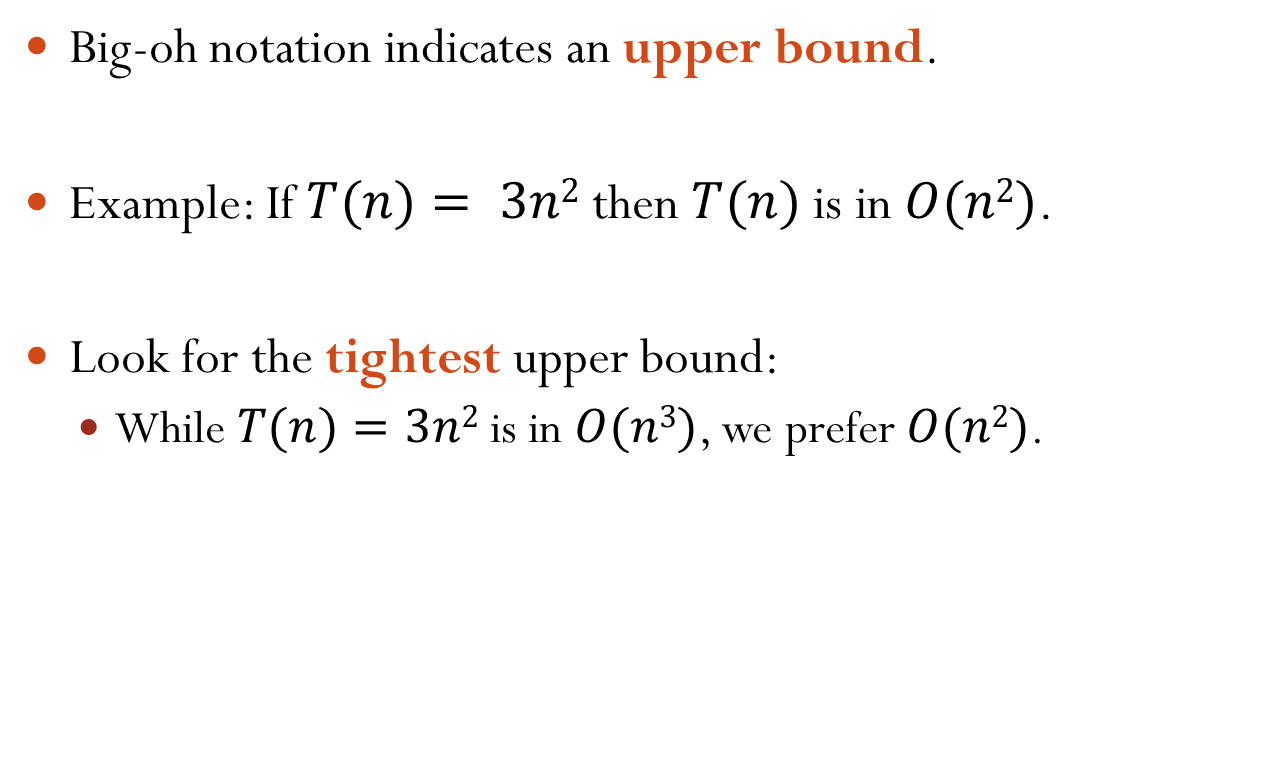 • Big-oh notation indicates an upper bound.
• Example: If T(n) = 3n² then T(n) is in O(n²).
• Look for the tightest upper bound:
• While T(n) = 3n² is in O(n³), we prefer O(n²).